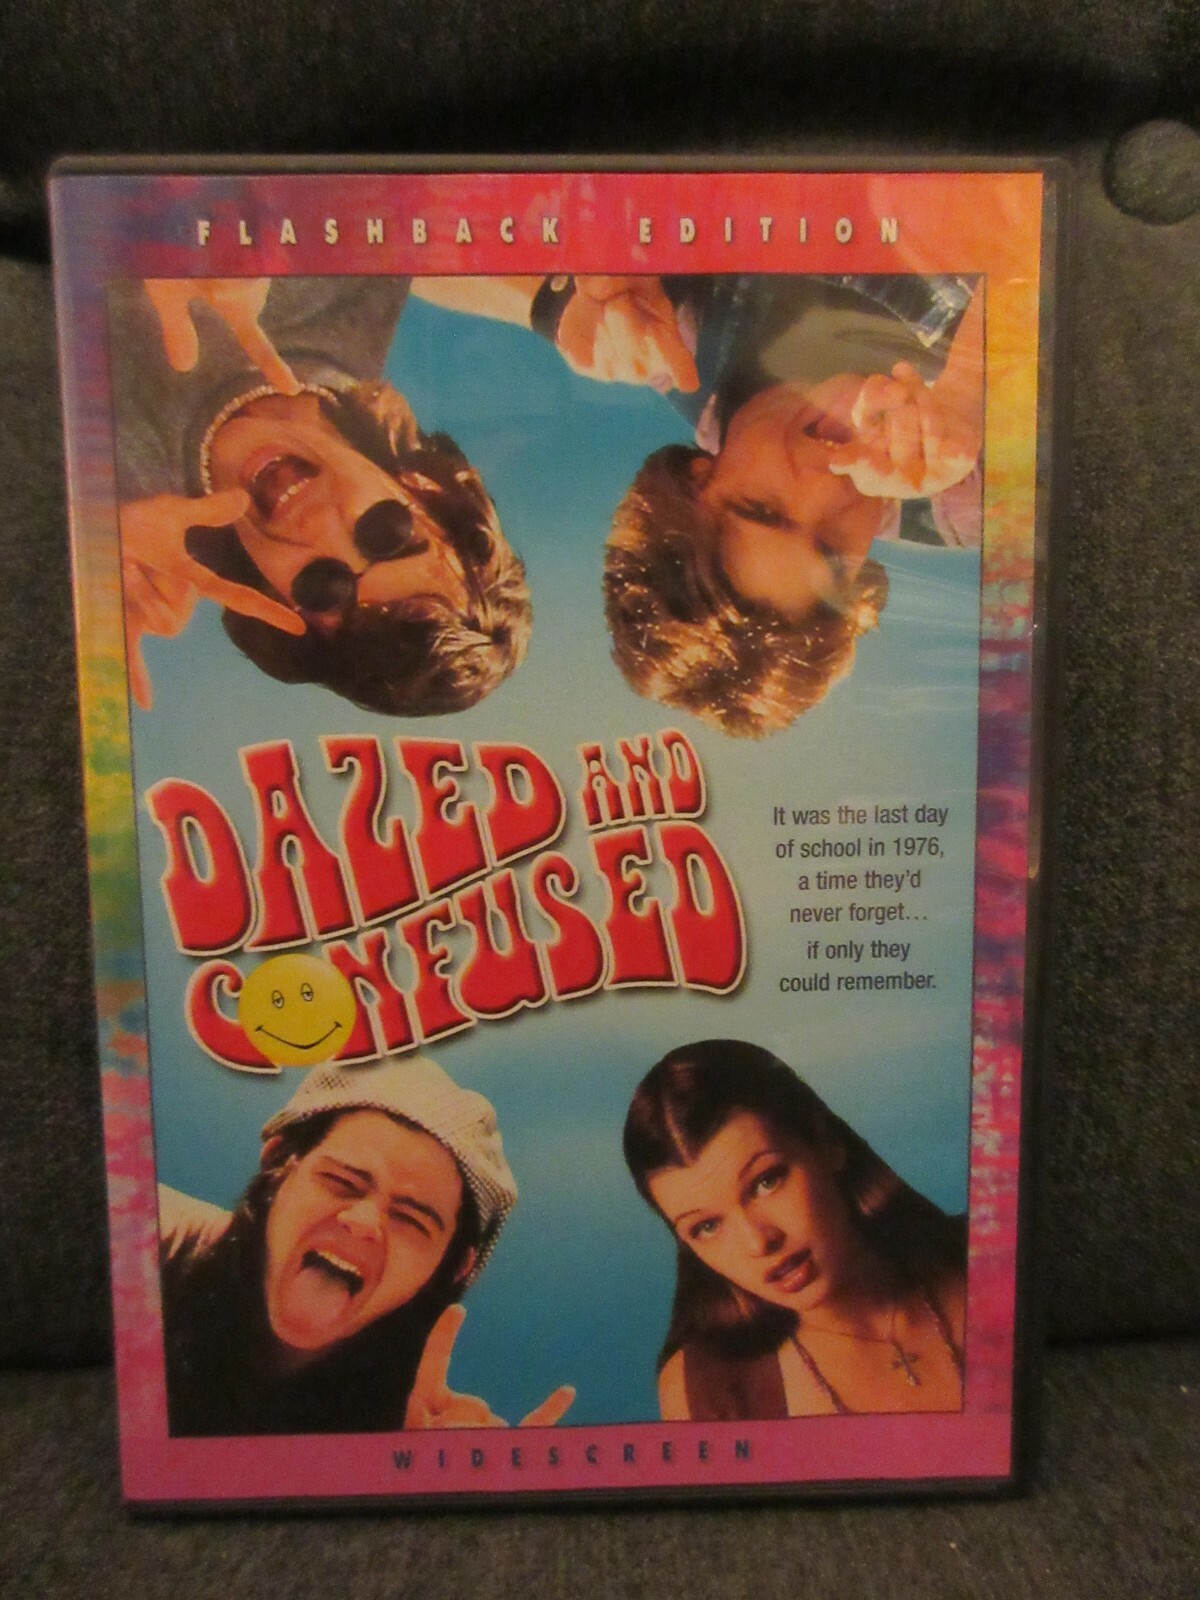 FLASHBACK EDITION
DAZED AND
CONFUSED
It was the last day
of school in 1976,
a time they'd
never forget...
if only they
could remember.
WIDESCREEN